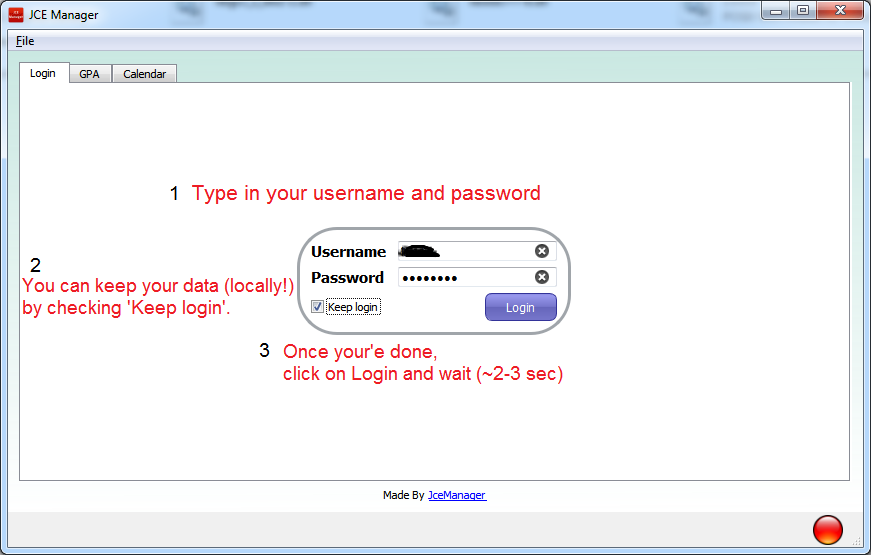 JCE Manager
File
Login GPA Calendar
1 Type in your username and password
Username
2
You can keep your data (locally!)
by checking 'Keep login'.
Password
Keep login Login
3 Once your'e done,
click on Login and wait (~2-3 sec)
Made By JceManager